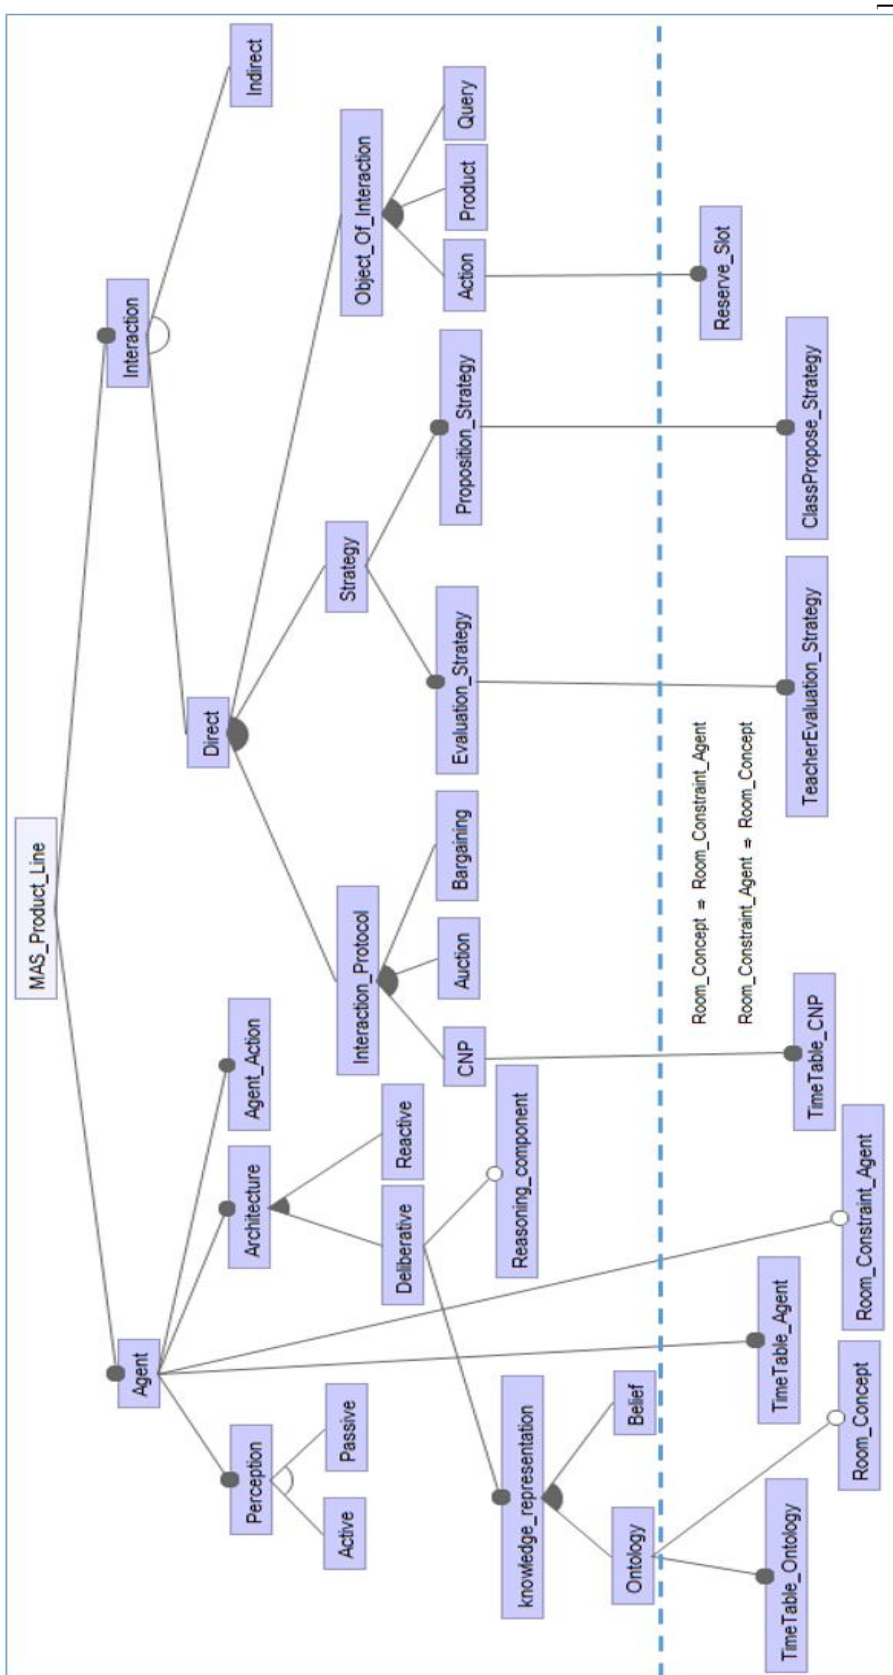 MAS_Product_Line
Agent
Interaction
Perception
Architecture
Agent_Action
Direct
Indirect
Active
Passive
Deliberative
Reactive
Interaction_Protocol
Strategy
Object_Of_Interaction
knowledge_representation
Reasoning_component
CNP
Auction
Bargaining
Evaluation_Strategy
Proposition_Strategy
Action
Product
Query
Ontology
Belief
Room_Concept ⇒ Room_Constraint_Agent
Room_Constraint_Agent ⇒ Room_Concept
Reserve_Slot
TimeTable_Ontology
TimeTable_Agent
TimeTable_CNP
TeacherEvaluation_Strategy
ClassPropose_Strategy
Room_Concept
Room_Constraint_Agent